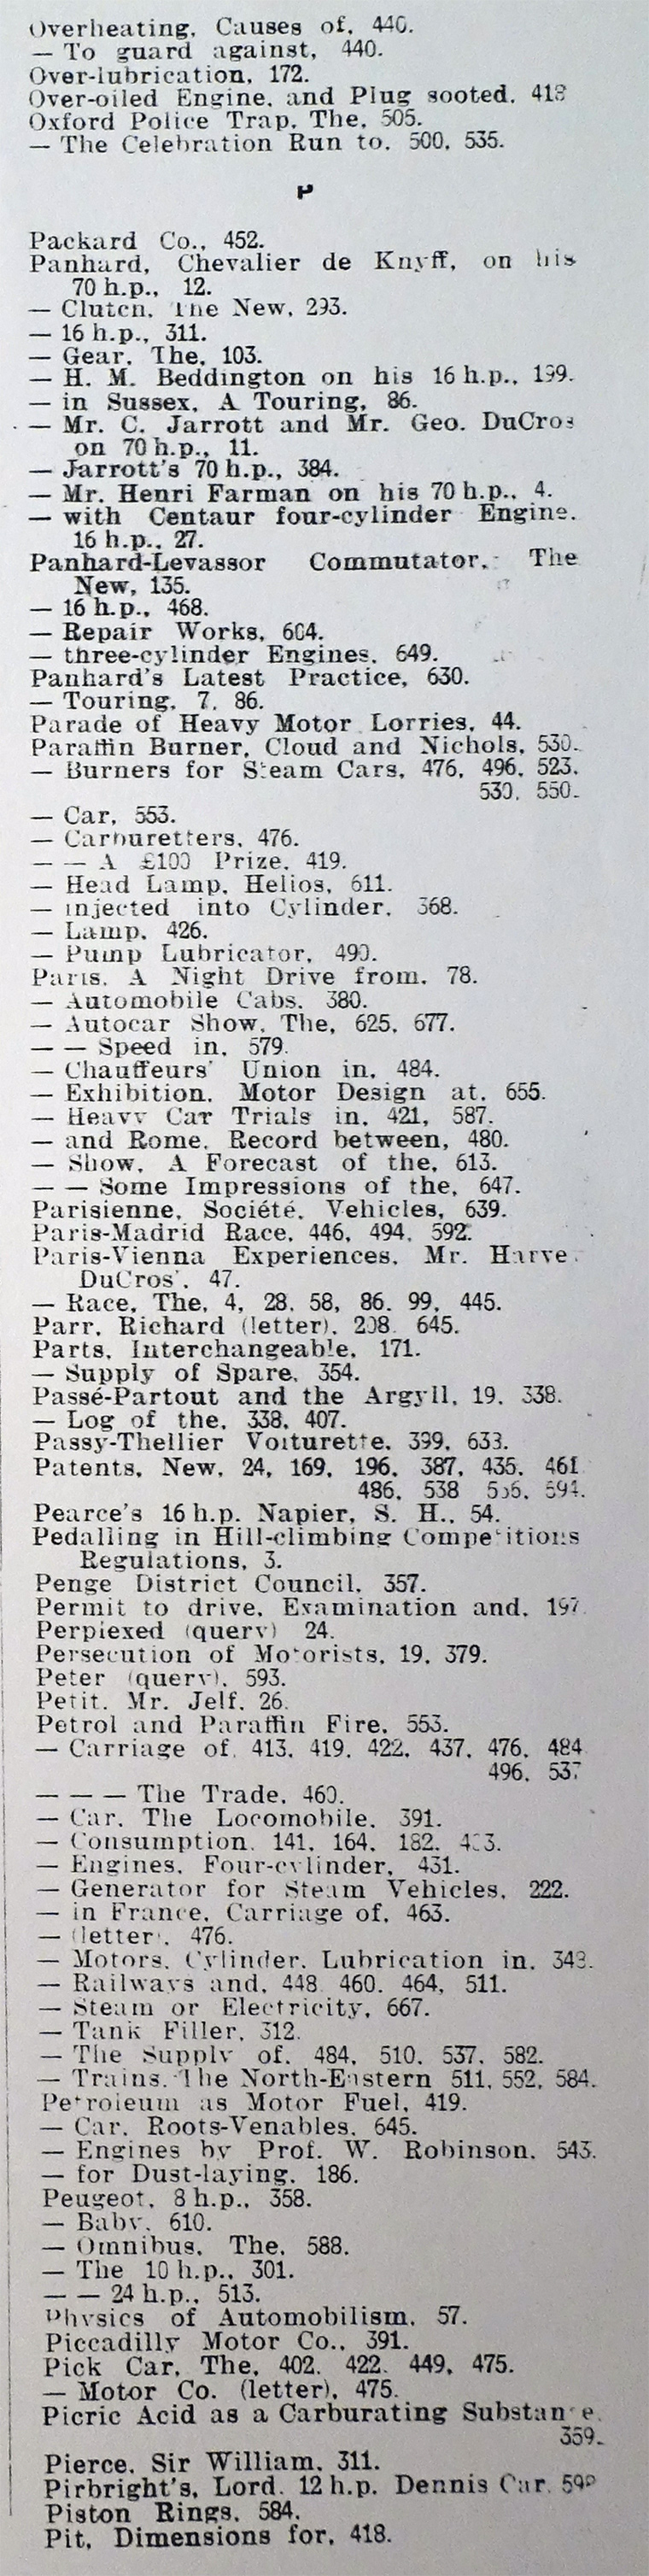 Overheating, Causes of, 440.
— To guard against, 440.
Over-lubrication, 172.
Over-oiled Engine, and Plug sooted, 418
Oxford Police Trap, The, 505.
— The Celebration Run to, 500, 535.
P
Packard Co., 452.
Panhard, Chevalier de Knyff, on his
70 h.p., 12.
— Clutch, The New, 293.
— 16 h.p., 311.
— Gear, The, 103.
— H. M. Beddington on his 16 h.p., 199.
— in Sussex, A Touring, 86.
— Mr. C. Jarrott and Mr. Geo. DuCros
on 70 h.p., 11.
— Jarrott's 70 h.p., 384.
— Mr. Henri Farman on his 70 h.p., 4.
— with Centaur four-cylinder Engine,
16 h.p., 27.
Panhard-Levassor Commutator, The
New, 135.
— 16 h.p., 468.
— Repair Works, 604.
— three-cylinder Engines, 649.
Panhard's Latest Practice, 630.
— Touring, 7, 86.
Parade of Heavy Motor Lorries, 44.
Paraffin Burner, Cloud and Nichols, 530.
— Burners for Steam Cars, 476, 496, 523,
530, 550.
— Car, 553.
— Carburetters, 476.
— — A £100 Prize, 419.
— Head Lamp, Helios, 611.
— injected into Cylinder, 368.
— Lamp, 426.
— Pump Lubricator, 490.
Paris, A Night Drive from, 78.
— Automobile Cabs, 380.
— Autocar Show, The, 625, 677.
— — Speed in, 579.
— Chauffeurs' Union in, 484.
— Exhibition, Motor Design at, 655.
— Heavy Car Trials in, 421, 587.
— and Rome, Record between, 480.
— Show, A Forecast of the, 613.
— — Some Impressions of the, 647.
Parisienne, Société, Vehicles, 639.
Paris-Madrid Race, 446, 494, 592.
Paris-Vienna Experiences, Mr. Harve
DuCros', 47.
— Race, The, 4, 28, 58, 86, 99, 445.
Parr, Richard (letter), 208, 645.
Parts, Interchangeable, 171.
— Supply of Spare, 354.
Passé-Partout and the Argyll, 19, 338.
— Log of the, 338, 407.
Passy-Thellier Voiturette, 399, 633.
Patents, New, 24, 169, 196, 387, 435, 461
486, 538 594.
Pearce's 16 h.p. Napier, S. H., 54.
Pedalling in Hill-climbing Competitions
Regulations, 3.
Penge District Council, 357.
Permit to drive, Examination and, 197
Perplexed (query) 24.
Persecution of Motorists, 19, 379.
Peter (query), 593.
Petit, Mr. Jelf, 26.
Petrol and Paraffin Fire, 553.
— Carriage of, 413, 419, 422, 437, 476, 484
496, 537
— — — The Trade, 460.
— Car, The Locomobile, 391.
— Consumption, 141, 164, 182,
— Engines, Four-cylinder, 431.
— Generator for Steam Vehicles, 222.
— in France, Carriage of, 463.
— (letter), 476.
— Motors, Cylinder, Lubrication in, 343.
— Railways and, 448, 460, 464, 511.
— Steam or Electricity, 667.
— Tank Filler, 312.
— The Supply of, 484, 510, 537, 582.
— Trains, The North-Eastern 511, 552, 584.
Petroleum as Motor Fuel, 419.
— Car, Roots-Venables, 645.
— Engines by Prof. W. Robinson, 543.
— for Dust-laying, 186.
Peugeot, 8 h.p., 358.
— Baby, 610.
— Omnibus, The, 588.
— The 10 h.p., 301.
— — 24 h.p., 513.
Physics of Automobilism, 57.
Piccadilly Motor Co., 391.
Pick Car, The, 402, 422, 449, 475.
— Motor Co. (letter), 475.
Picric Acid as a Carburating Substance,
359.
Pierce, Sir William, 311.
Pirbright's, Lord, 12 h.p. Dennis Car,
Piston Rings, 584.
Pit, Dimensions for, 418.